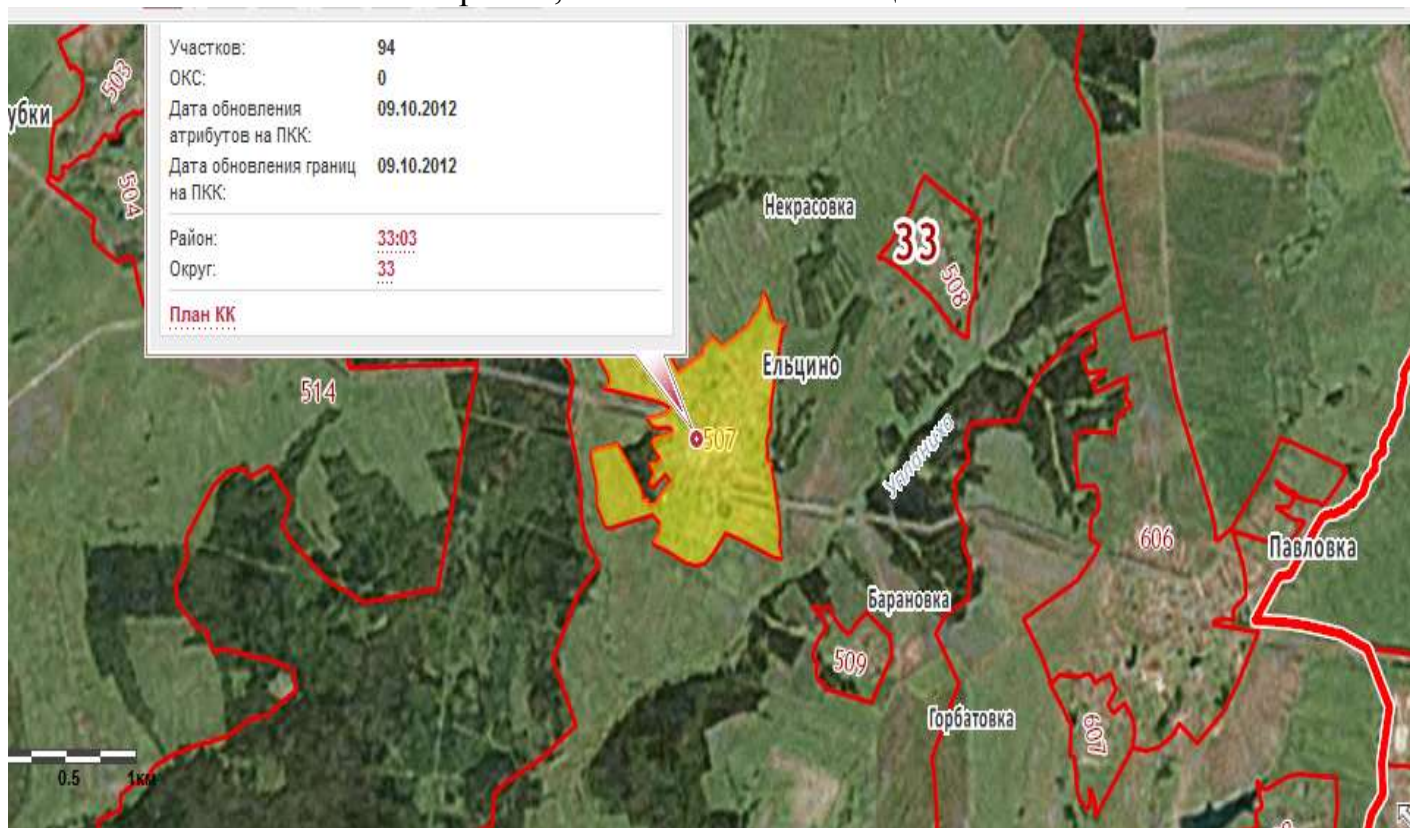 Участков: 94
ОКС: 0
Дата обновления 09.10.2012
атрибутов на ПКК:
Дата обновления границ 09.10.2012
на ПКК:
Район: 33:03
Округ: 33
План КК
503
убки
504
Некрасовка
33
508
Ельцино
514
507
606
Павловка
Барановка
509
Горбатовка
607
0.5 1км